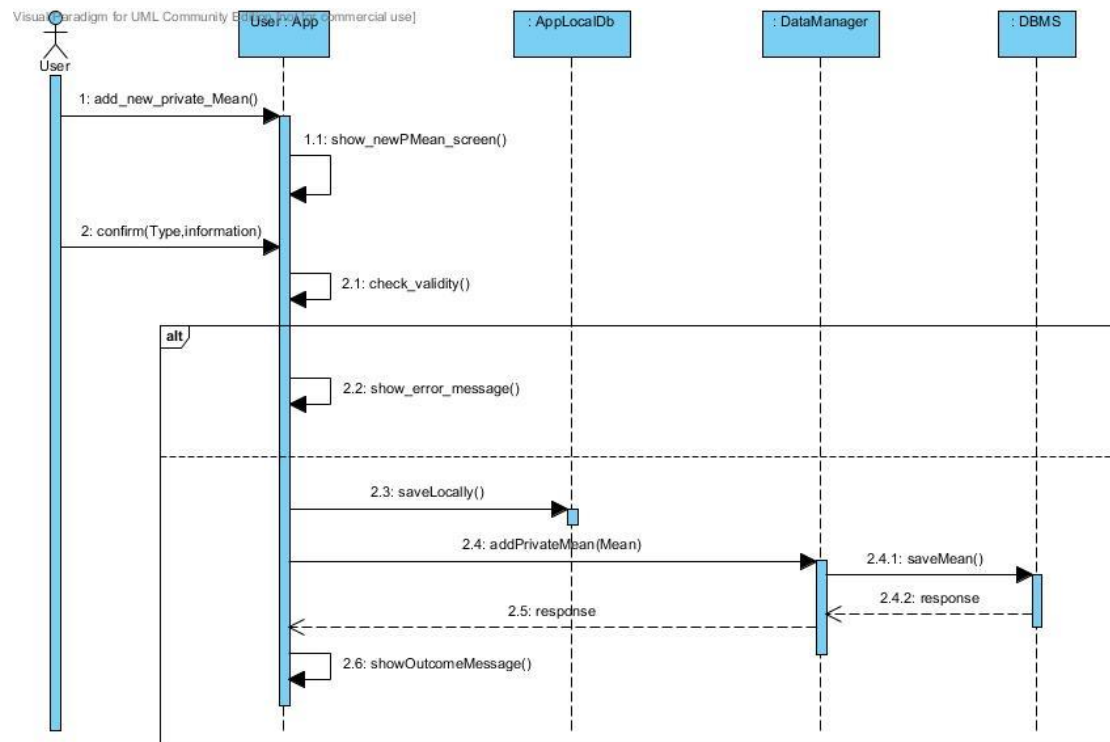 Visual Paradigm for UML Community Edition [not for commercial use]
User : App
: AppLocalDb
: DataManager
: DBMS
User
1: add_new_private_Mean()
1.1: show_newPMean_screen()
2: confirm(Type,information)
2.1: check_validity()
alt
2.2: show_error_message()
2.3: saveLocally()
2.4: addPrivateMean(Mean)
2.4.1: saveMean()
2.4.2: response
2.5: response
2.6: showOutcomeMessage()